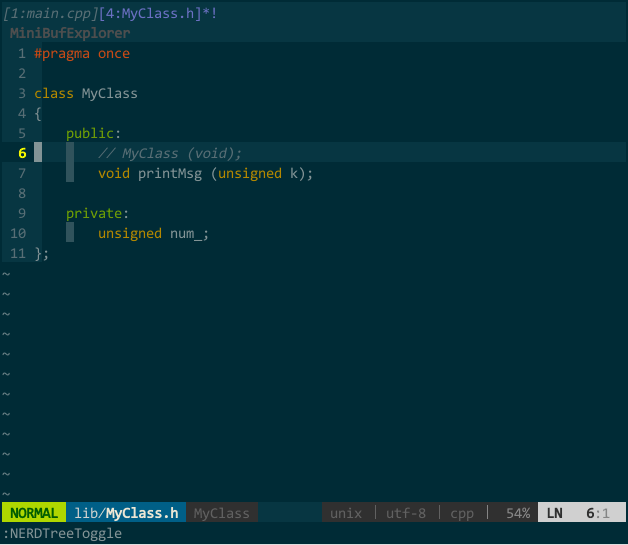 [1:main.cpp][4:MyClass.h]*!
MiniBufExplorer
1 #pragma once
2
3 class MyClass
4 {
5     public:
6         // MyClass (void);
7         void printMsg (unsigned k);
8
9     private:
10         unsigned num_;
11 };
~
~
~
~
~
~
~
~
~
~
~
~
NORMAL lib/MyClass.h MyClass unix | utf-8 | cpp | 54% LN 6:1
:NERDTreeToggle